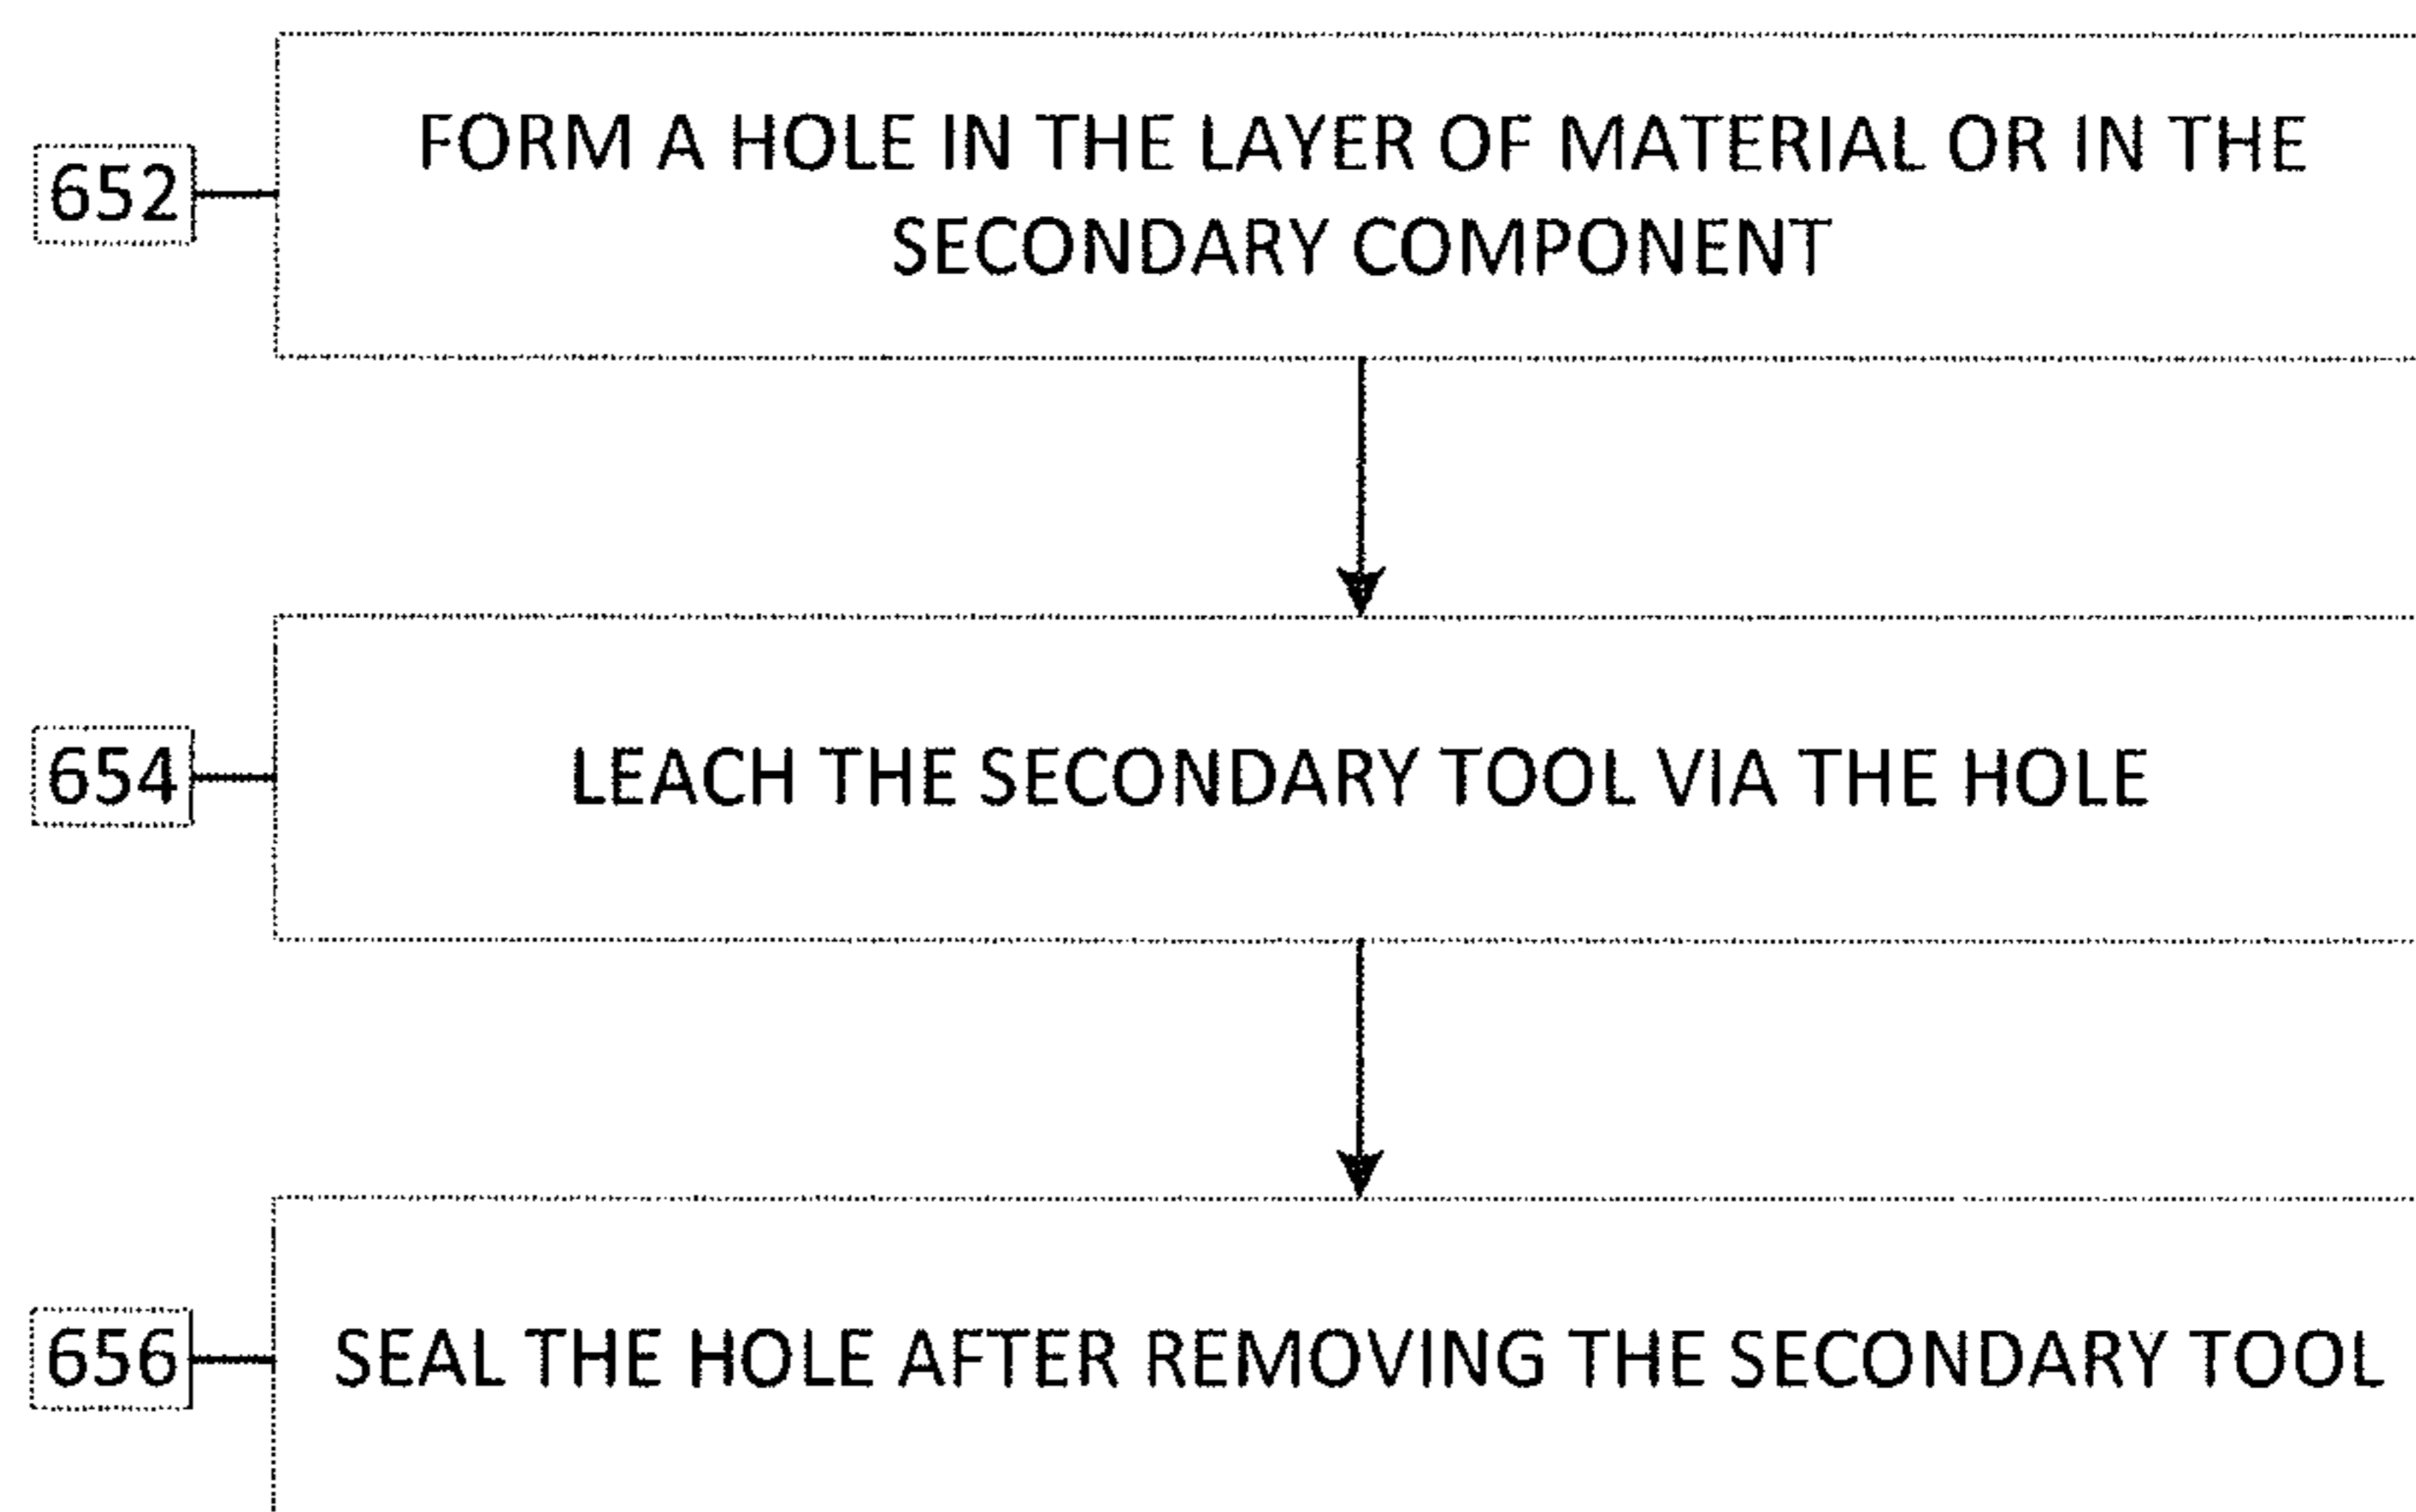 652
FORM A HOLE IN THE LAYER OF MATERIAL OR IN THE
SECONDARY COMPONENT
654
LEACH THE SECONDARY TOOL VIA THE HOLE
656
SEAL THE HOLE AFTER REMOVING THE SECONDARY TOOL